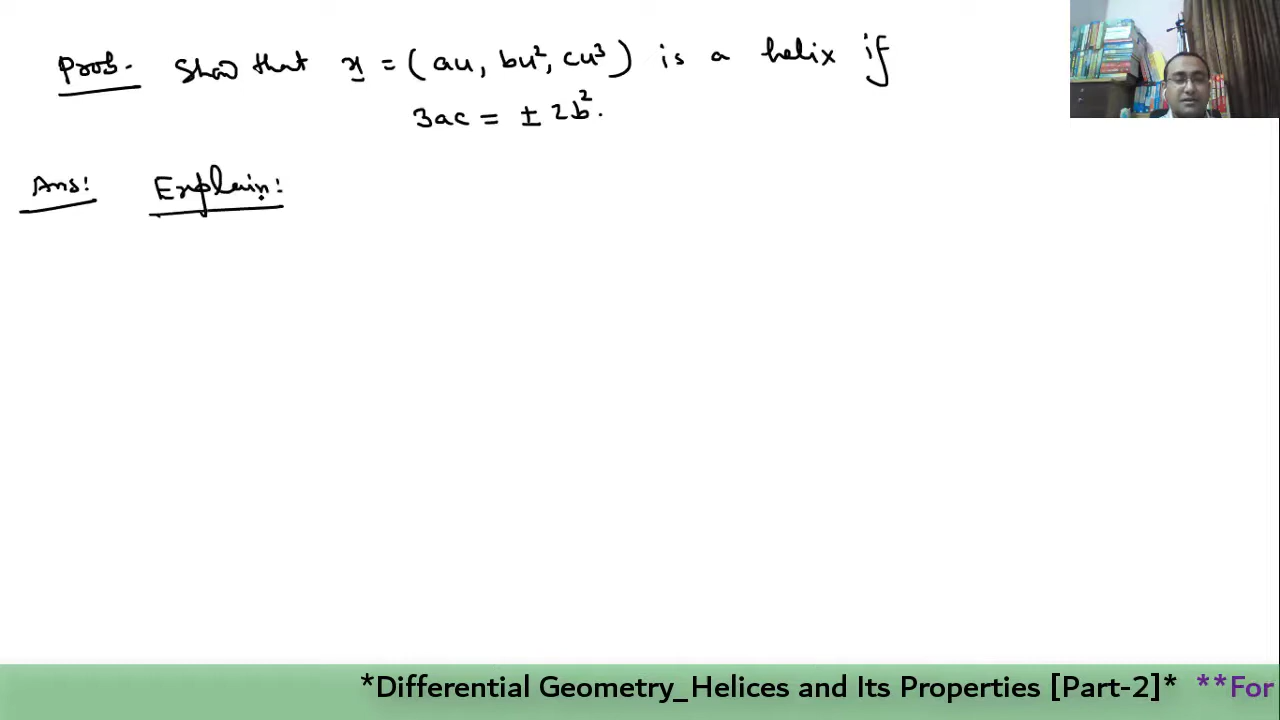 Prob. Show that x = (au, bu², cu³) is a helix if
3ac = ± 2b².
Ans: Explain:
*Differential Geometry_Helices and Its Properties [Part-2]* **For